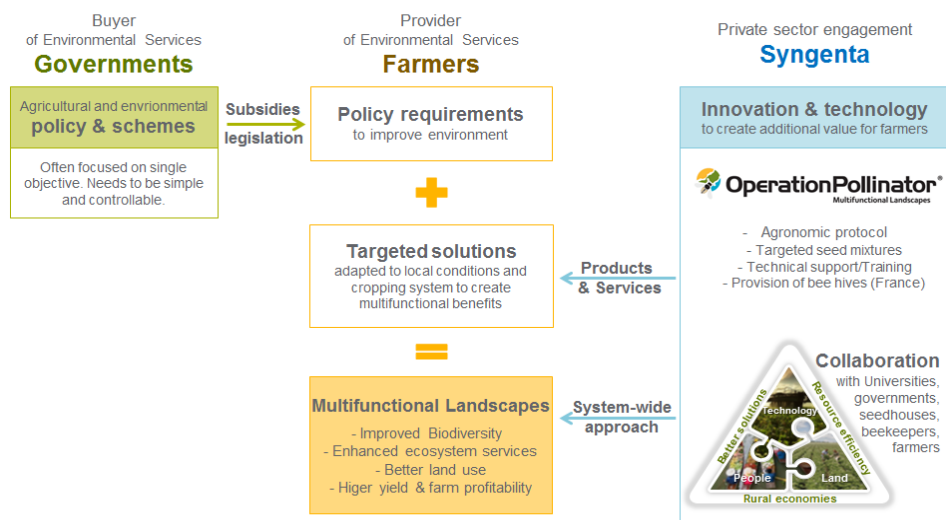 Buyer
of Environmental Services
Governments
Agricultural and envrionmental
policy & schemes
Often focused on single
objective. Needs to be simple
and controllable.
Subsidies
legislation
Provider
of Environmental Services
Farmers
Policy requirements
to improve environment
Targeted solutions
adapted to local conditions and
cropping system to create
multifunctional benefits
Multifunctional Landscapes
- Improved Biodiversity
- Enhanced ecosystem services
- Better land use
- Higer yield & farm profitability
Products
& Services
System-wide
approach
Private sector engagement
Syngenta
Innovation & technology
to create additional value for farmers
OperationPollinator®
Multifunctional Landscapes
- Agronomic protocol
- Targeted seed mixtures
- Technical support/Training
- Provision of bee hives (France)
Collaboration
with Universities,
governments,
seedhouses,
beekeepers,
farmers
Better solutions
Resource efficiency
Technology
People
Land
Rural economies